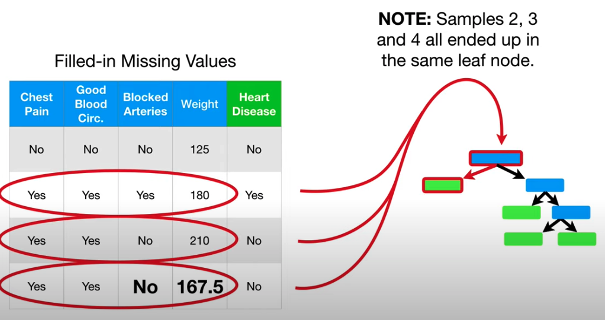 NOTE: Samples 2, 3
and 4 all ended up in
the same leaf node.
Filled-in Missing Values
Chest Pain Good Blood Circ. Blocked Arteries Weight Heart Disease
No No No 125 No
Yes Yes Yes 180 Yes
Yes Yes No 210 No
Yes Yes No 167.5 No